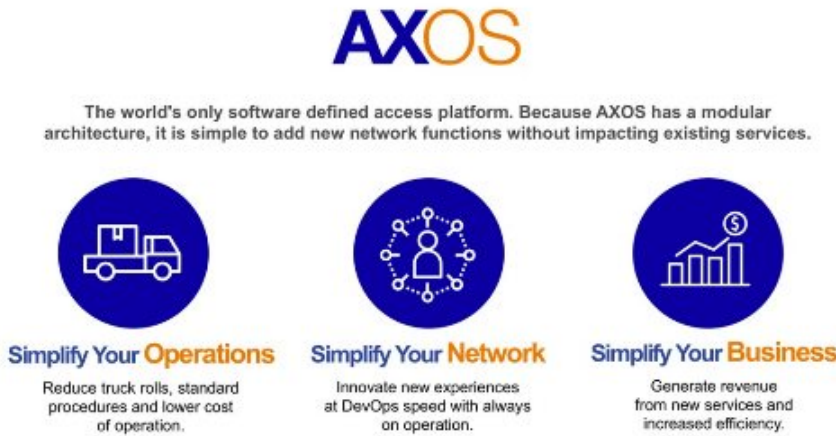 AXOS
The world's only software defined access platform. Because AXOS has a modular
architecture, it is simple to add new network functions without impacting existing services.
$
Simplify Your Operations
Reduce truck rolls, standard
procedures and lower cost
of operation.
Simplify Your Network
Innovate new experiences
at DevOps speed with always
on operation.
Simplify Your Business
Generate revenue
from new services and
increased efficiency.